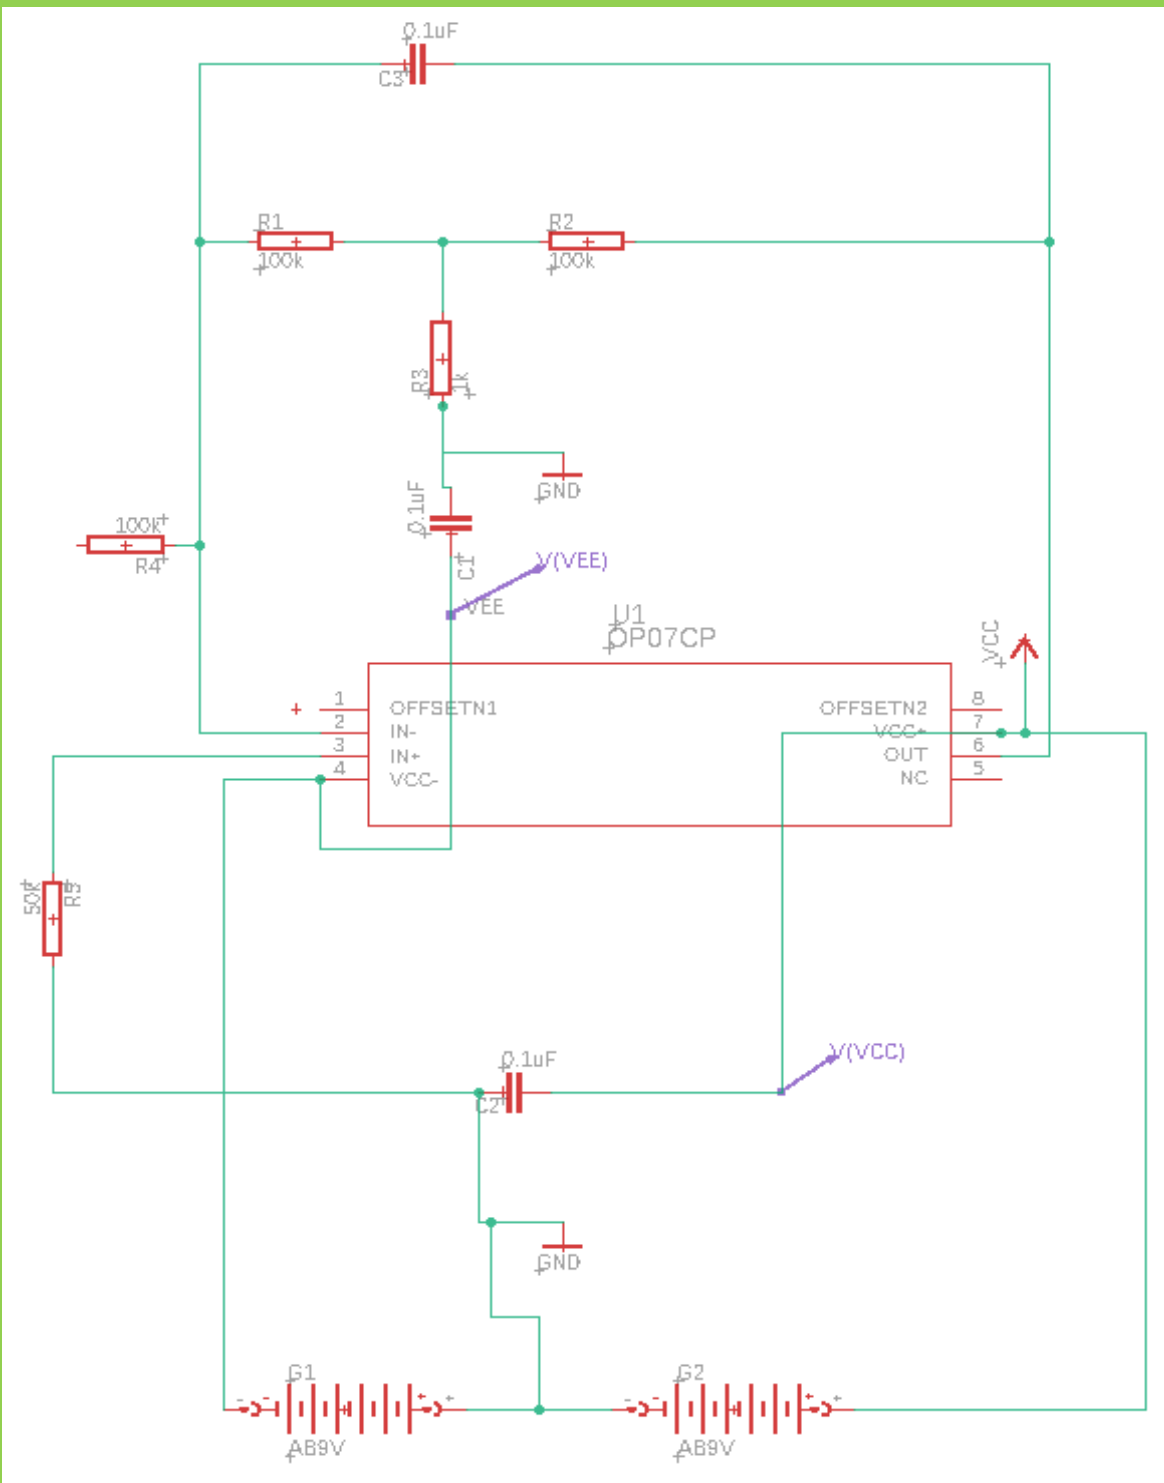 0.1uF
C3
R1
R2
100k
100k
R3
1k
GND
0.1uF
100k
R4
C1
V(VEE)
VEE
U1
OP07CP
VCC
1
OFFSETN1
OFFSETN2
8
2
IN-
VCC+
7
3
IN+
OUT
6
4
VCC-
NC
5
50k
R5
0.1uF
C2
V(VCC)
GND
G1
G2
AB9V
AB9V